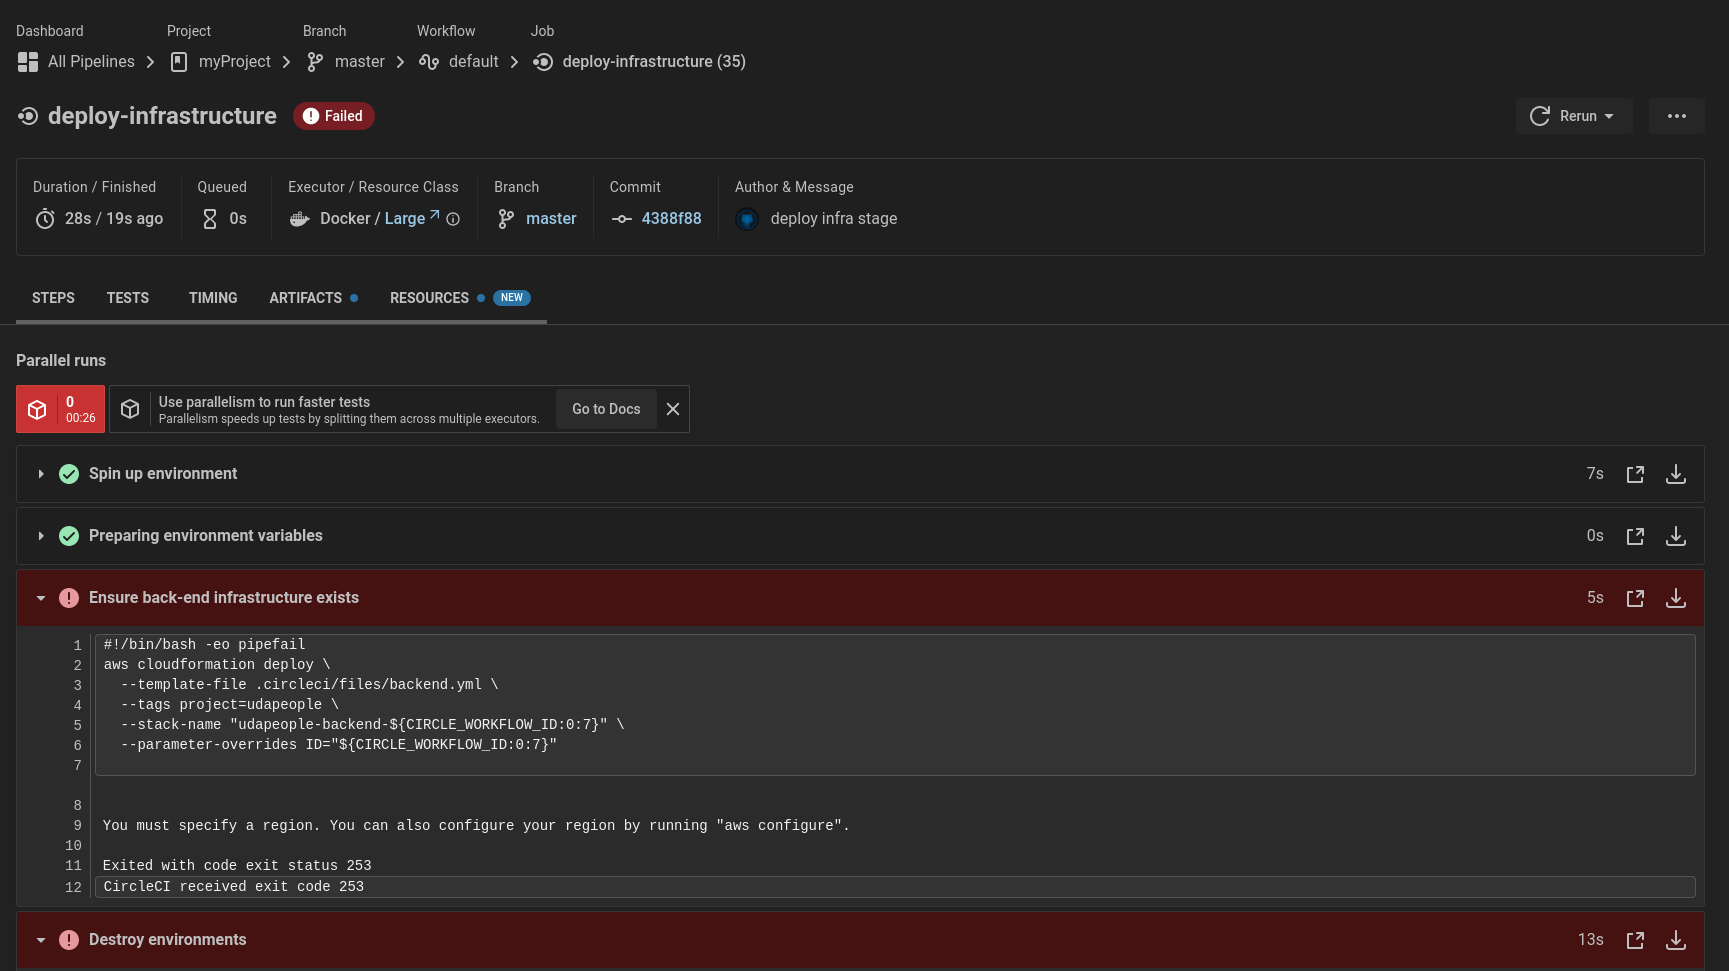 Dashboard Project Branch Workflow Job
All Pipelines myProject master default deploy-infrastructure (35)
deploy-infrastructure Failed Rerun
Duration / Finished Queued Executor / Resource Class Branch Commit Author & Message
28s / 19s ago 0s Docker / Large master 4388f88 deploy infra stage
STEPS TESTS TIMING ARTIFACTS RESOURCES NEW
Parallel runs
0
00:26
Use parallelism to run faster tests
Parallelism speeds up tests by splitting them across multiple executors.
Go to Docs
Spin up environment 7s
Preparing environment variables 0s
Ensure back-end infrastructure exists 5s
1 #!/bin/bash -eo pipefail
2 aws cloudformation deploy \
3 --template-file .circleci/files/backend.yml \
4 --tags project=udapeople \
5 --stack-name "udapeople-backend-${CIRCLE_WORKFLOW_ID:0:7}" \
6 --parameter-overrides ID="${CIRCLE_WORKFLOW_ID:0:7}"
7
8
9 You must specify a region. You can also configure your region by running "aws configure".
10
11 Exited with code exit status 253
12 CircleCI received exit code 253
Destroy environments 13s